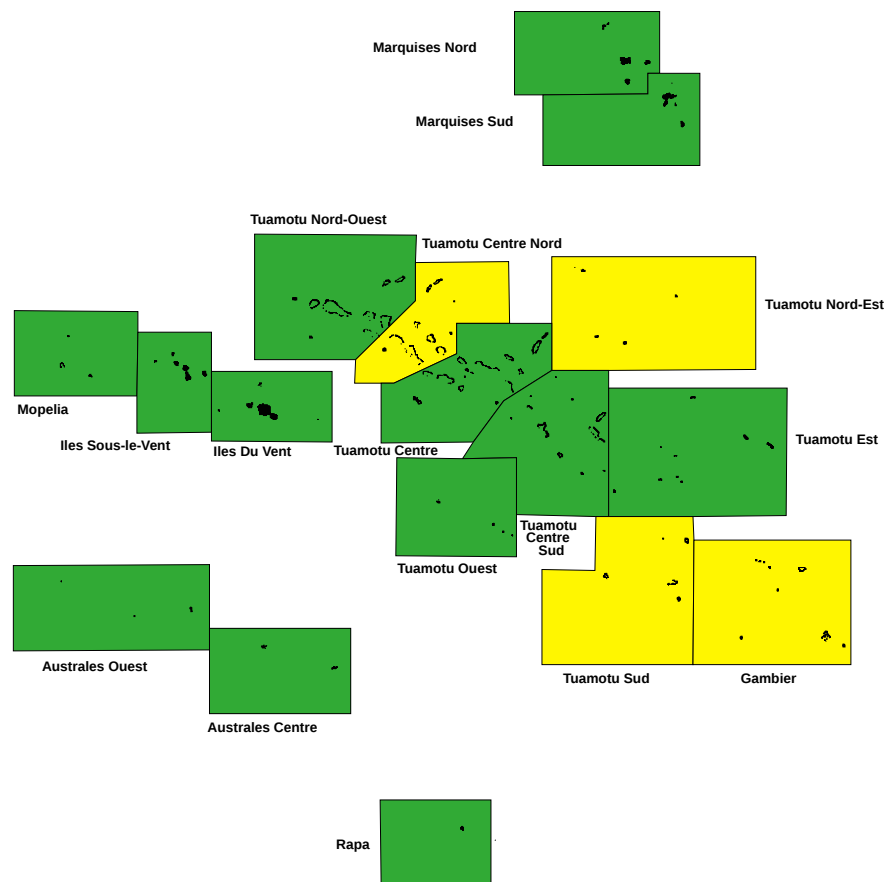 Marquises Nord
Marquises Sud
Tuamotu Nord-Ouest
Tuamotu Centre Nord
Tuamotu Nord-Est
Mopelia
Iles Sous-le-Vent
Iles Du Vent
Tuamotu Centre
Tuamotu Est
Tuamotu
Centre
Sud
Tuamotu Ouest
Australes Ouest
Tuamotu Sud
Gambier
Australes Centre
Rapa